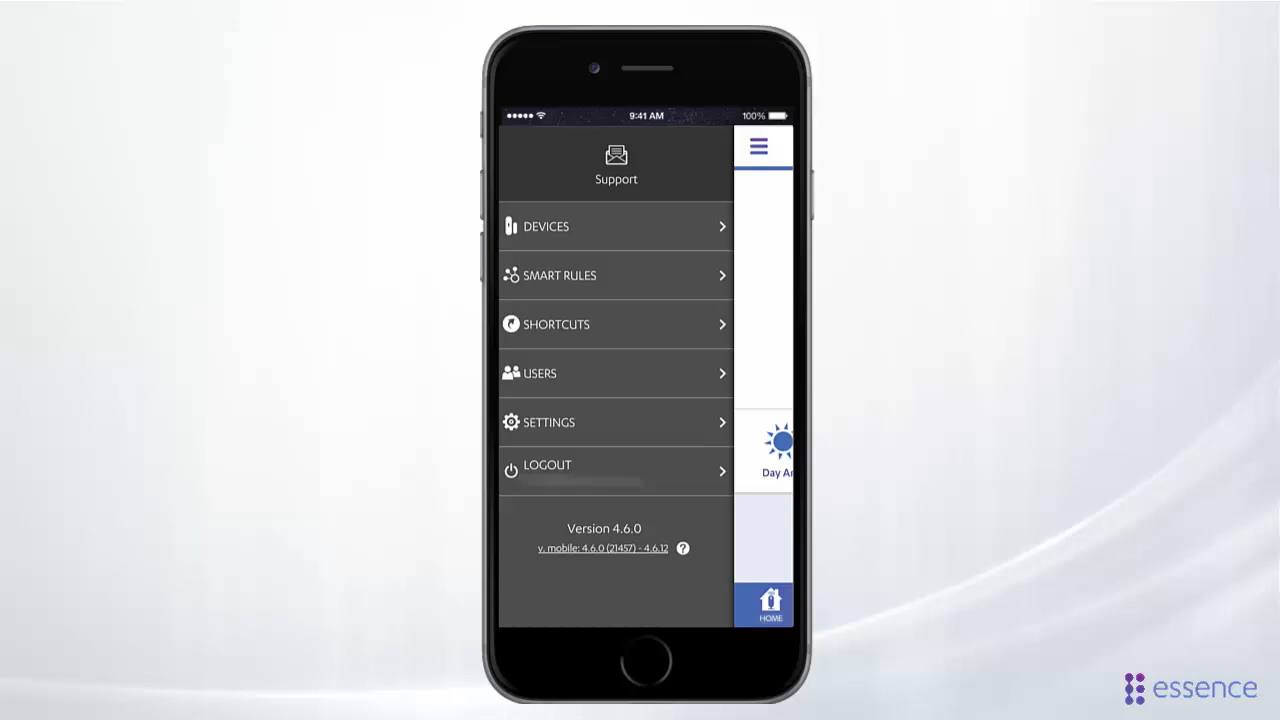 9:41 AM
100%
Support
DEVICES
SMART RULES
SHORTCUTS
USERS
SETTINGS
LOGOUT
Version 4.6.0
v. mobile: 4.6.0 (21457) - 4.6.12
?
Day
HOME
essence